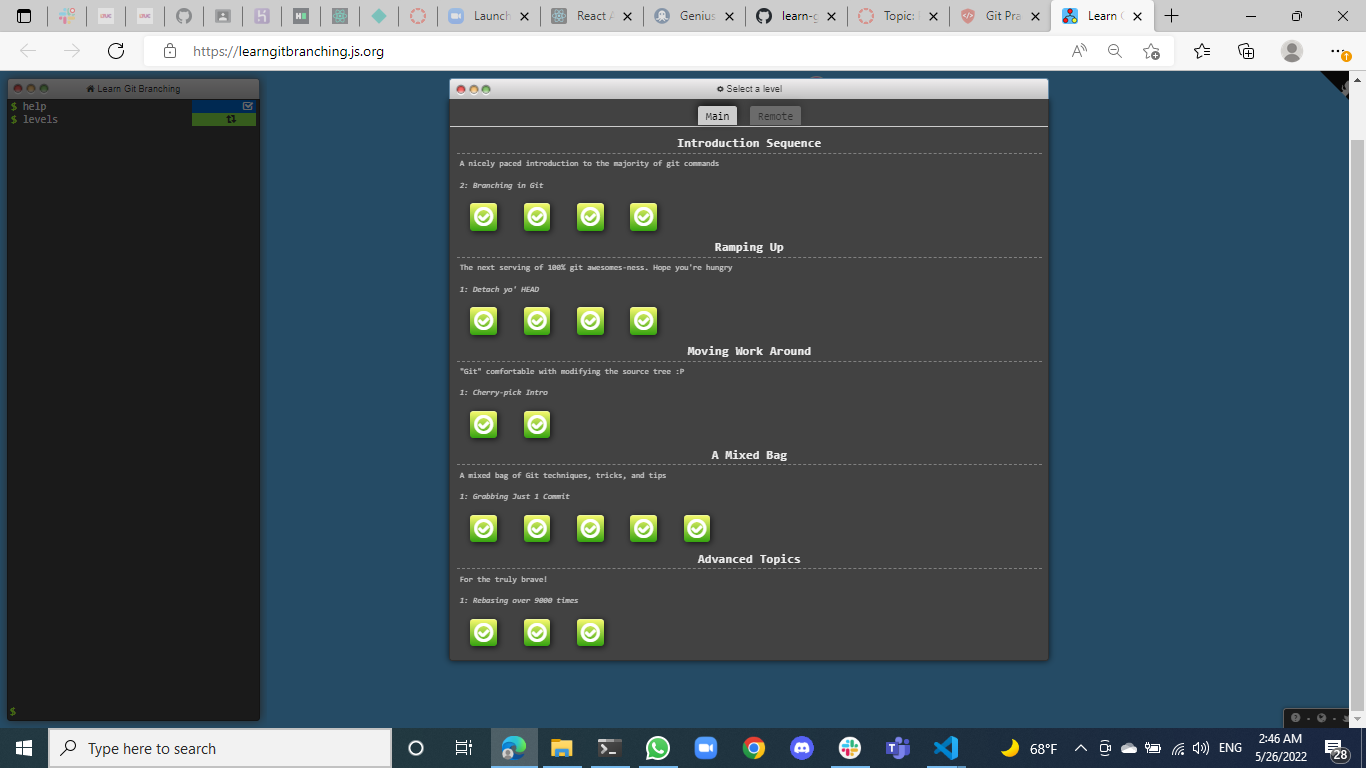 Launch
React A
Genius
learn-g
Topic:
Git Pra
Learn
https://learngitbranching.js.org
Learn Git Branching
$ help
$ levels
$
Select a level
Main
Remote
Introduction Sequence
A nicely paced introduction to the majority of git commands
2: Branching in Git
Ramping Up
The next serving of 100% git awesomes-ness. Hope you're hungry
1: Detach yo' HEAD
Moving Work Around
"Git" comfortable with modifying the source tree :P
1: Cherry-pick Intro
A Mixed Bag
A mixed bag of Git techniques, tricks, and tips
1: Grabbing Just 1 Commit
Advanced Topics
For the truly brave!
1: Rebasing over 9000 times
Type here to search
68°F
ENG
2:46 AM
5/26/2022
28